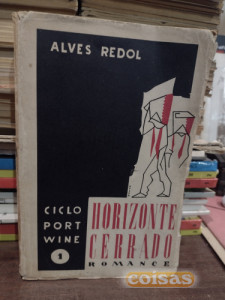 ALVES REDOL
CICLO
PORT
WINE
1
HORIZONTE
CERRADO
ROMANCE
coisas